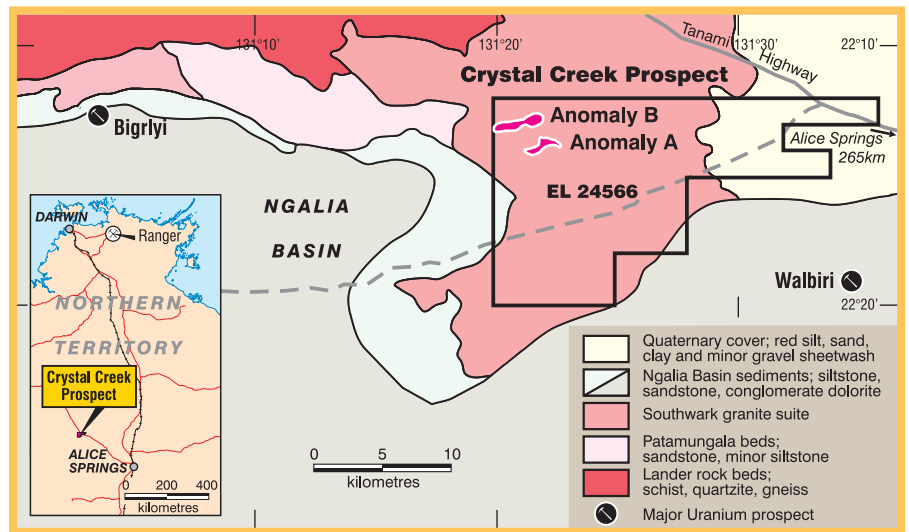 131°10'
131°20'
131°30'
22°10'
Tanami
Highway
Crystal Creek Prospect
Anomaly B
Anomaly A
Alice Springs
265km
Bigrlyi
EL 24566
NGALIA
BASIN
Walbiri
22°20'
DARWIN
Ranger
NORTHERN
TERRITORY
Crystal Creek
Prospect
ALICE
SPRINGS
0 200 400
kilometres
0 5 10
kilometres
Quaternary cover; red silt, sand,
clay and minor gravel sheetwash
Ngalia Basin sediments; siltstone,
sandstone, conglomerate dolorite
Southwark granite suite
Patamungala beds;
sandstone, minor siltstone
Lander rock beds;
schist, quartzite, gneiss
Major Uranium prospect